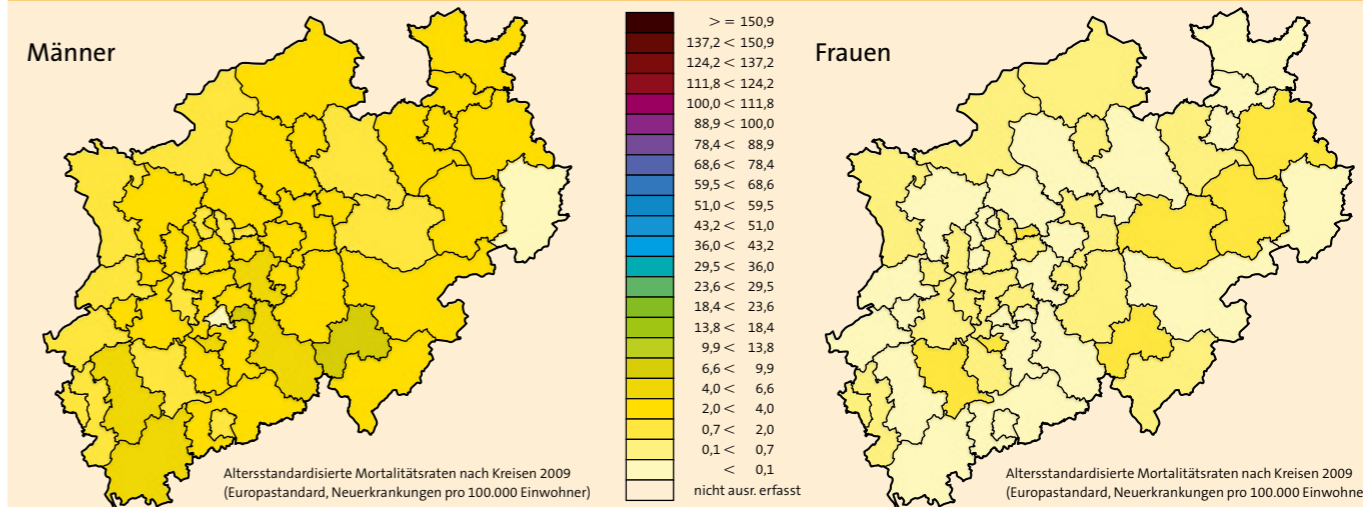 Männer
> = 150,9
137,2 < 150,9
124,2 < 137,2
111,8 < 124,2
100,0 < 111,8
88,9 < 100,0
78,4 < 88,9
68,6 < 78,4
59,5 < 68,6
51,0 < 59,5
43,2 < 51,0
36,0 < 43,2
29,5 < 36,0
23,6 < 29,5
18,4 < 23,6
13,8 < 18,4
9,9 < 13,8
6,6 < 9,9
4,0 < 6,6
2,0 < 4,0
0,7 < 2,0
0,1 < 0,7
< 0,1
nicht ausr. erfasst
Altersstandardisierte Mortalitätsraten nach Kreisen 2009
(Europastandard, Neuerkrankungen pro 100.000 Einwohner)
Frauen
Altersstandardisierte Mortalitätsraten nach Kreisen 2009
(Europastandard, Neuerkrankungen pro 100.000 Einwohne